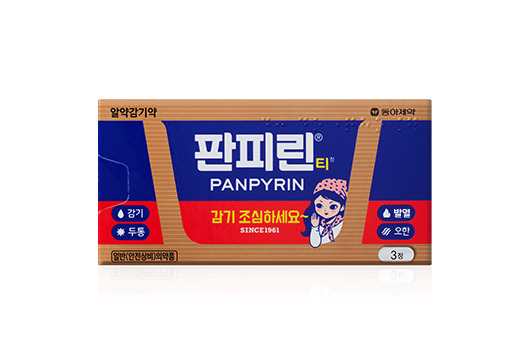 알약감기약
동아제약
판피린®
티정
PANPYRIN
감기 조심하세요~
SINCE1961
감기
두통
발열
오한
일반(안전상비)의약품
3정